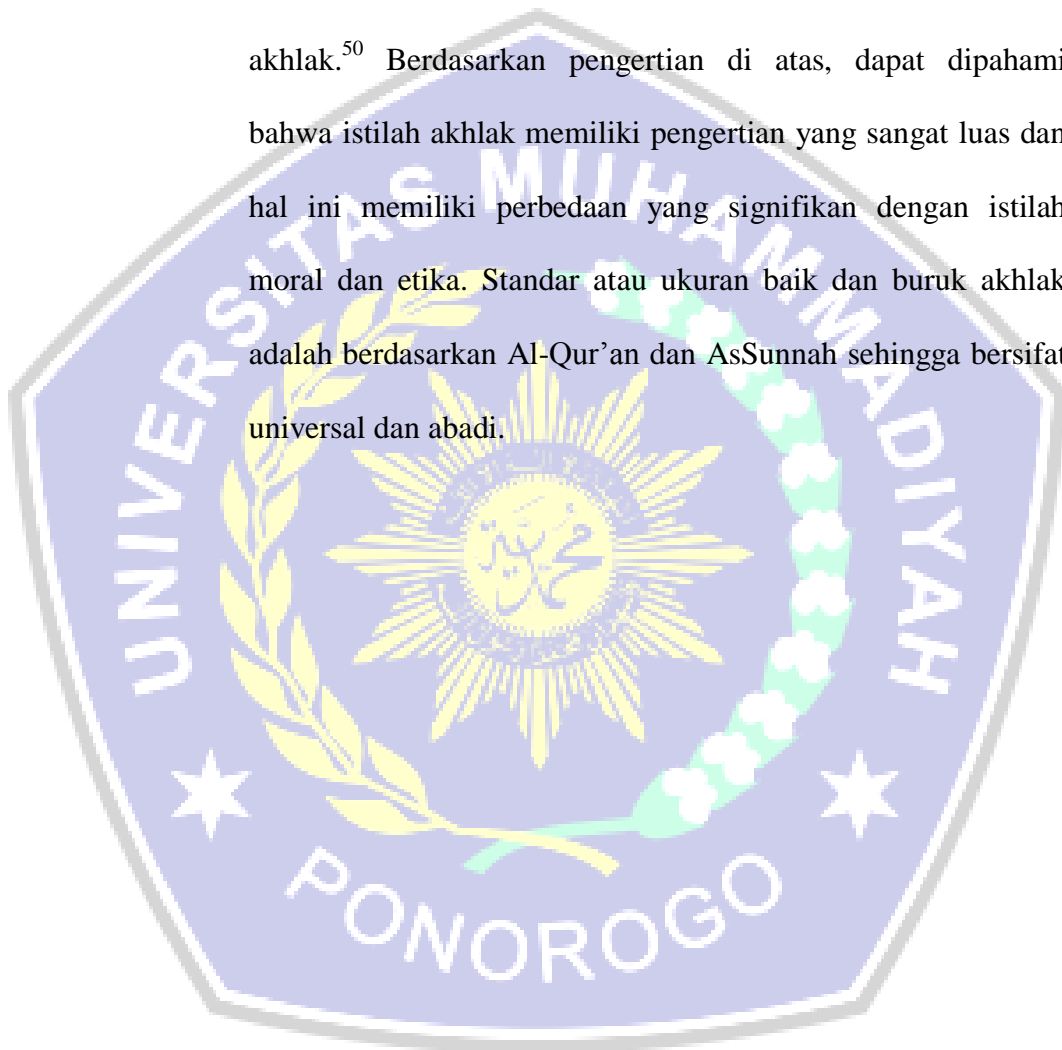 akhlak.50 Berdasarkan pengertian di atas, dapat dipahami
bahwa istilah akhlak memiliki pengertian yang sangat luas dan
hal ini memiliki perbedaan yang signifikan dengan istilah
moral dan etika. Standar atau ukuran baik dan buruk akhlak
adalah berdasarkan Al-Qur’an dan AsSunnah sehingga bersifat
universal dan abadi.
UNIVERSITAS MUHAMMADIYAH
PONOROGO